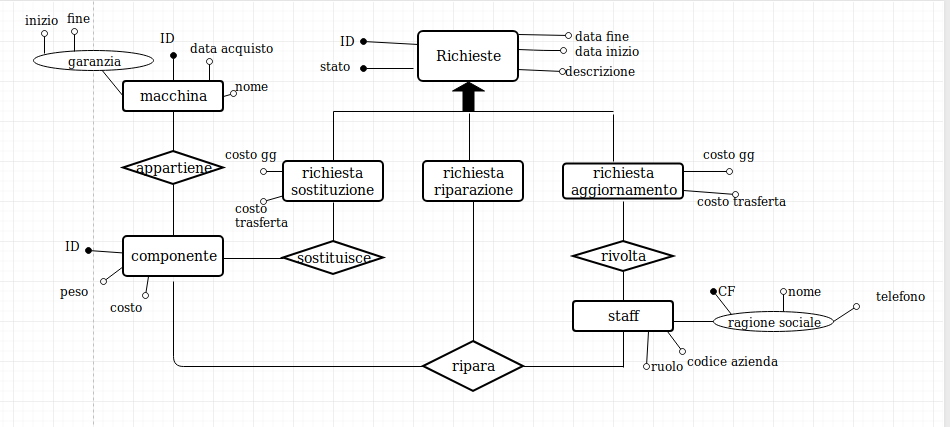 inizio
fine
garanzia
ID
data acquisto
macchina
nome
appartiene
ID
stato
Richieste
data fine
data inizio
descrizione
costo gg
richiesta
sostituzione
costo
trasferta
richiesta
riparazione
richiesta
aggiornamento
costo gg
costo trasferta
ID
componente
peso
costo
sostituisce
rivolta
staff
CF
nome
telefono
ragione sociale
ruolo
codice azienda
ripara